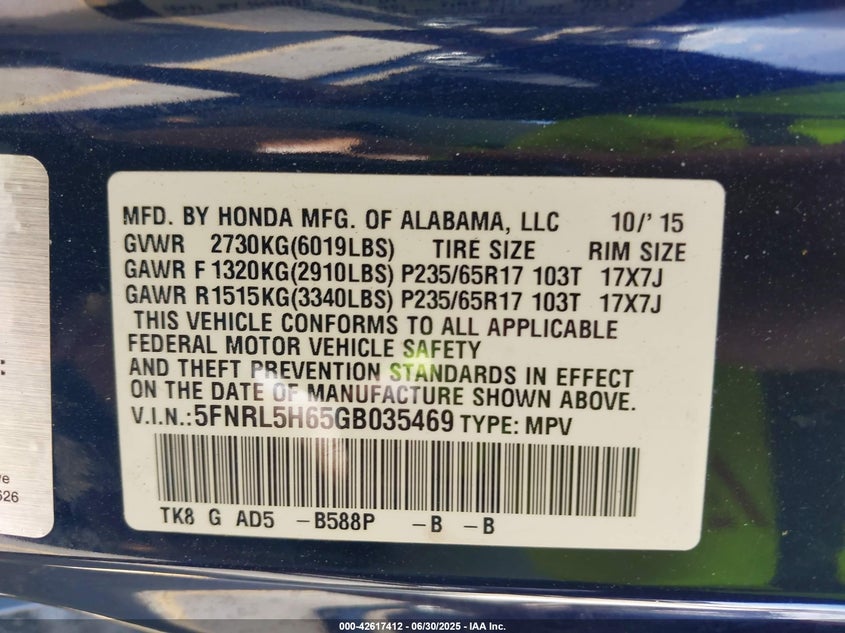 MFD. BY HONDA MFG. OF ALABAMA, LLC 10/' 15
GVWR 2730KG(6019LBS) TIRE SIZE RIM SIZE
GAWR F 1320KG(2910LBS) P235/65R17 103T 17X7J
GAWR R1515KG(3340LBS) P235/65R17 103T 17X7J
THIS VEHICLE CONFORMS TO ALL APPLICABLE
FEDERAL MOTOR VEHICLE SAFETY
AND THEFT PREVENTION STANDARDS IN EFFECT
ON THE DATE OF MANUFACTURE SHOWN ABOVE.
V.I.N.:5FNRL5H65GB035469 TYPE: MPV
TK8 G AD5 -B588P -B -B
000-42617412 - 06/30/2025 - IAA Inc.